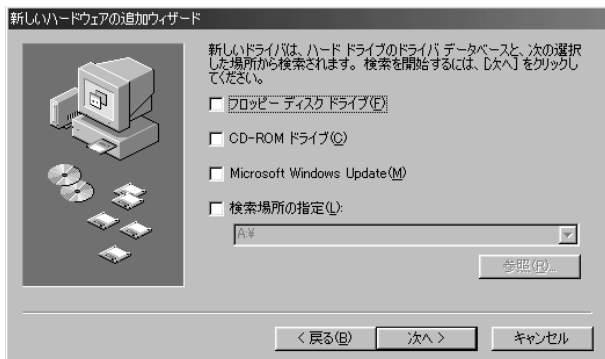 新しいハードウェアの追加ウィザード
新しいドライバは、ハード ドライブのドライバ データベースと、次の選択
した場所から検索されます。検索を開始するには、[次へ] をクリックし
てください。
フロッピー ディスク ドライブ(F)
CD-ROM ドライブ(C)
Microsoft Windows Update(M)
検索場所の指定(L):
A:¥
参照(R)...
< 戻る(B)
次へ >
キャンセル